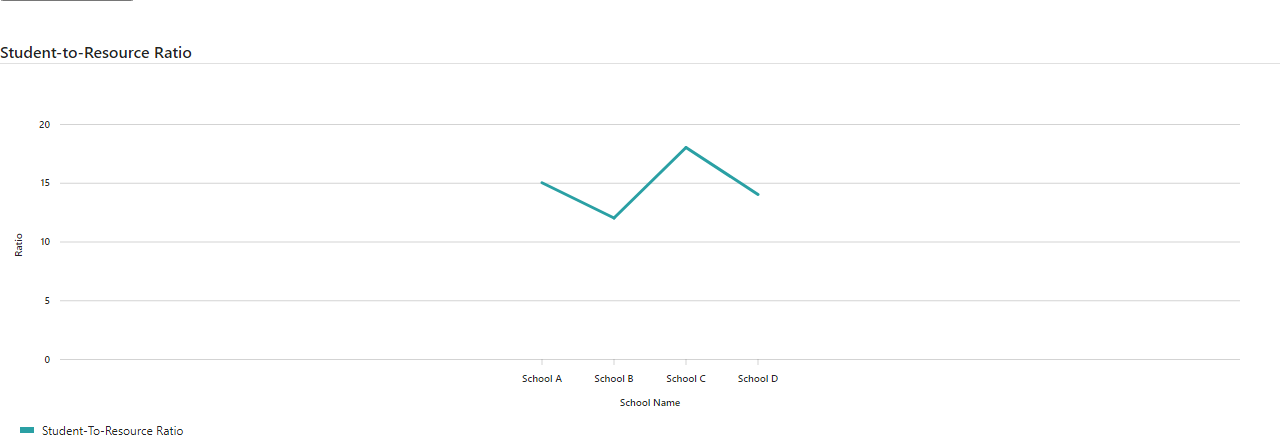 Student-to-Resource Ratio
20
15
10
5
0
Ratio
School A School B School C School D
School Name
Student-To-Resource Ratio